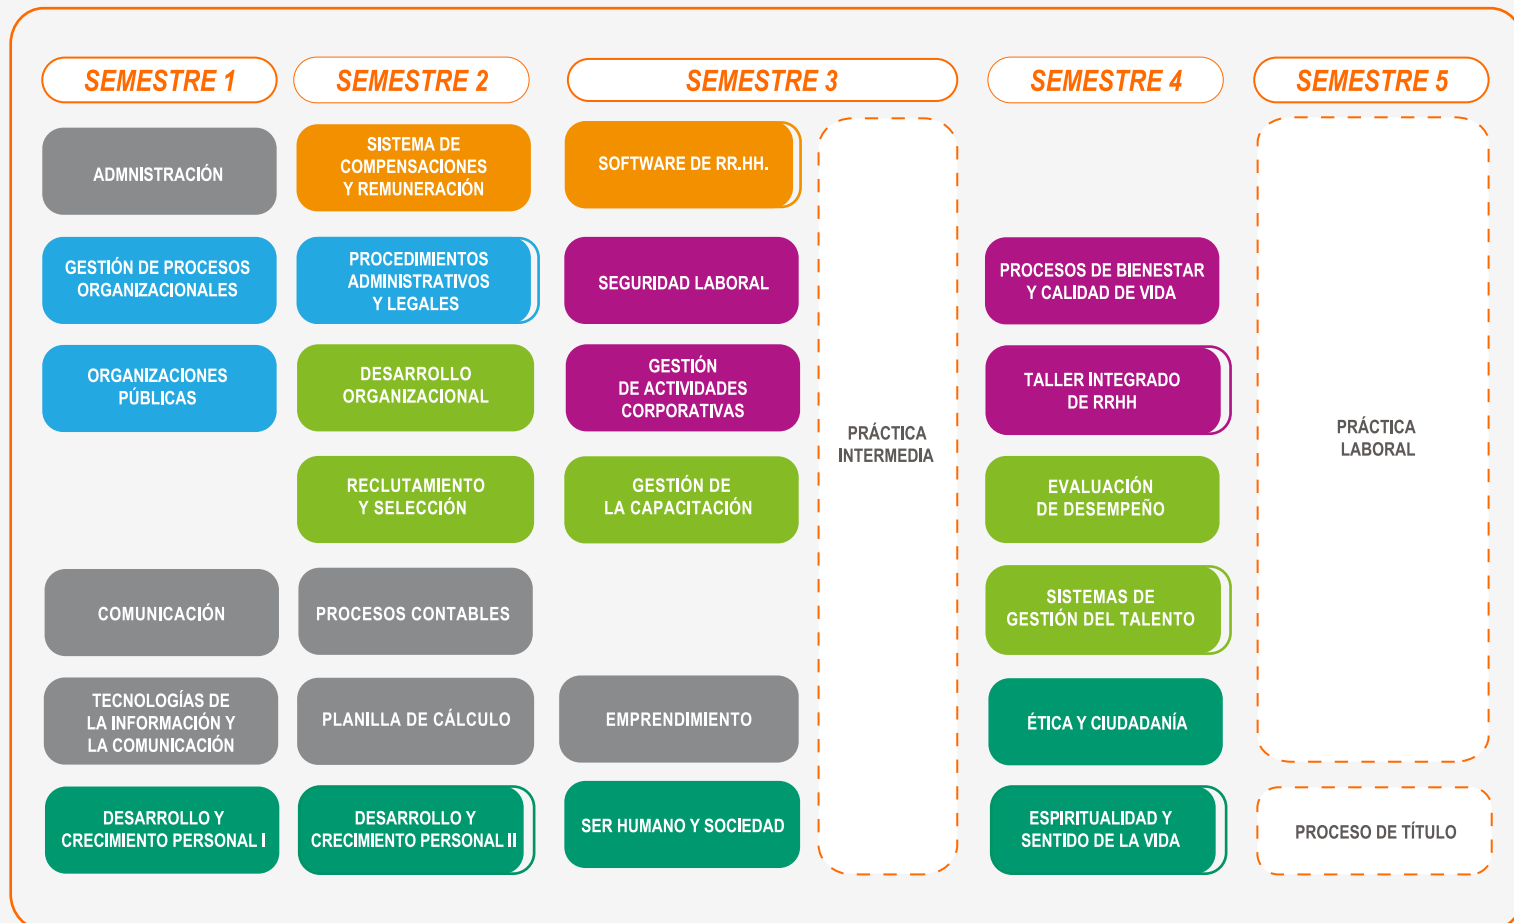 SEMESTRE 1
ADMNISTRACIÓN
GESTIÓN DE PROCESOS
ORGANIZACIONALES
ORGANIZACIONES
PÚBLICAS
COMUNICACIÓN
TECNOLOGÍAS DE
LA INFORMACIÓN Y
LA COMUNICACIÓN
DESARROLLO Y
CRECIMIENTO PERSONAL I
SEMESTRE 2
SISTEMA DE
COMPENSACIONES
Y REMUNERACIÓN
PROCEDIMIENTOS
ADMINISTRATIVOS
Y LEGALES
DESARROLLO
ORGANIZACIONAL
RECLUTAMIENTO
Y SELECCIÓN
PROCESOS CONTABLES
PLANILLA DE CÁLCULO
DESARROLLO Y
CRECIMIENTO PERSONAL II
SEMESTRE 3
SOFTWARE DE RR.HH.
SEGURIDAD LABORAL
GESTIÓN
DE ACTIVIDADES
CORPORATIVAS
GESTIÓN DE
LA CAPACITACIÓN
EMPRENDIMIENTO
SER HUMANO Y SOCIEDAD
PRÁCTICA
INTERMEDIA
SEMESTRE 4
PROCESOS DE BIENESTAR
Y CALIDAD DE VIDA
TALLER INTEGRADO
DE RRHH
EVALUACIÓN
DE DESEMPEÑO
SISTEMAS DE
GESTIÓN DEL TALENTO
ÉTICA Y CIUDADANÍA
ESPIRITUALIDAD Y
SENTIDO DE LA VIDA
SEMESTRE 5
PRÁCTICA
LABORAL
PROCESO DE TÍTULO